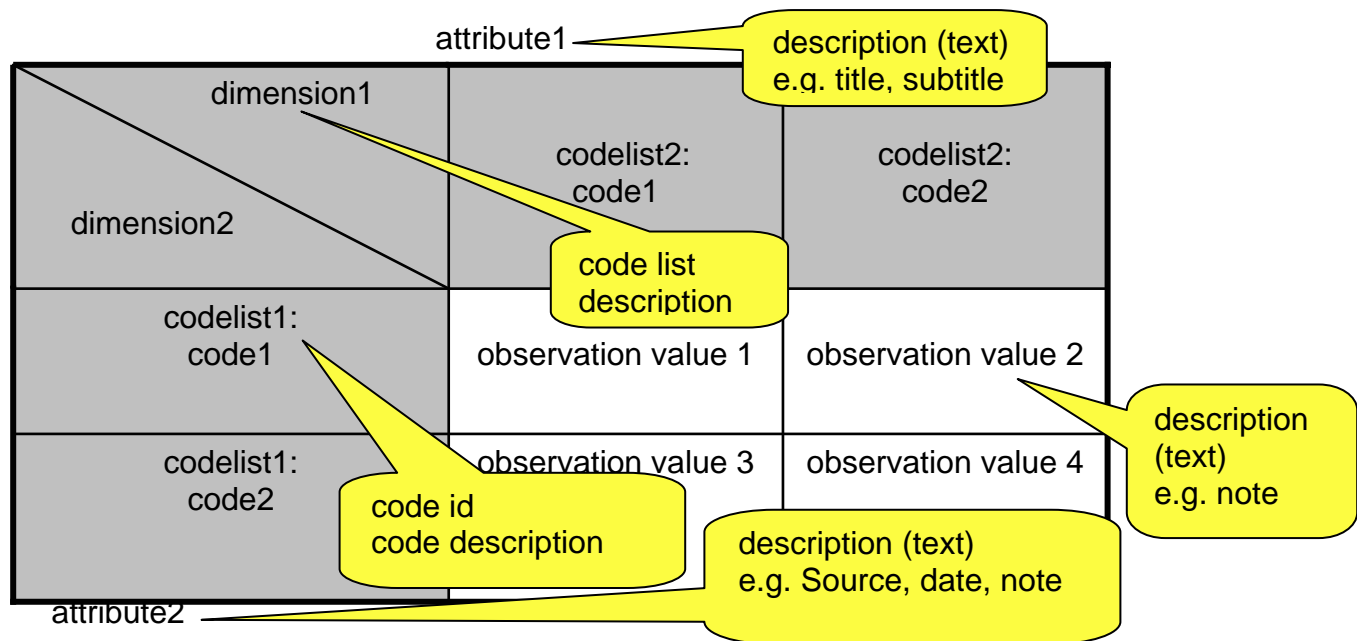 attribute1
description (text)
e.g. title, subtitle
dimension1
dimension2
codelist2:
code1
codelist2:
code2
code list
description
codelist1:
code1
observation value 1
observation value 2
description
(text)
e.g. note
codelist1:
code2
observation value 3
observation value 4
code id
code description
description (text)
e.g. Source, date, note
attribute2